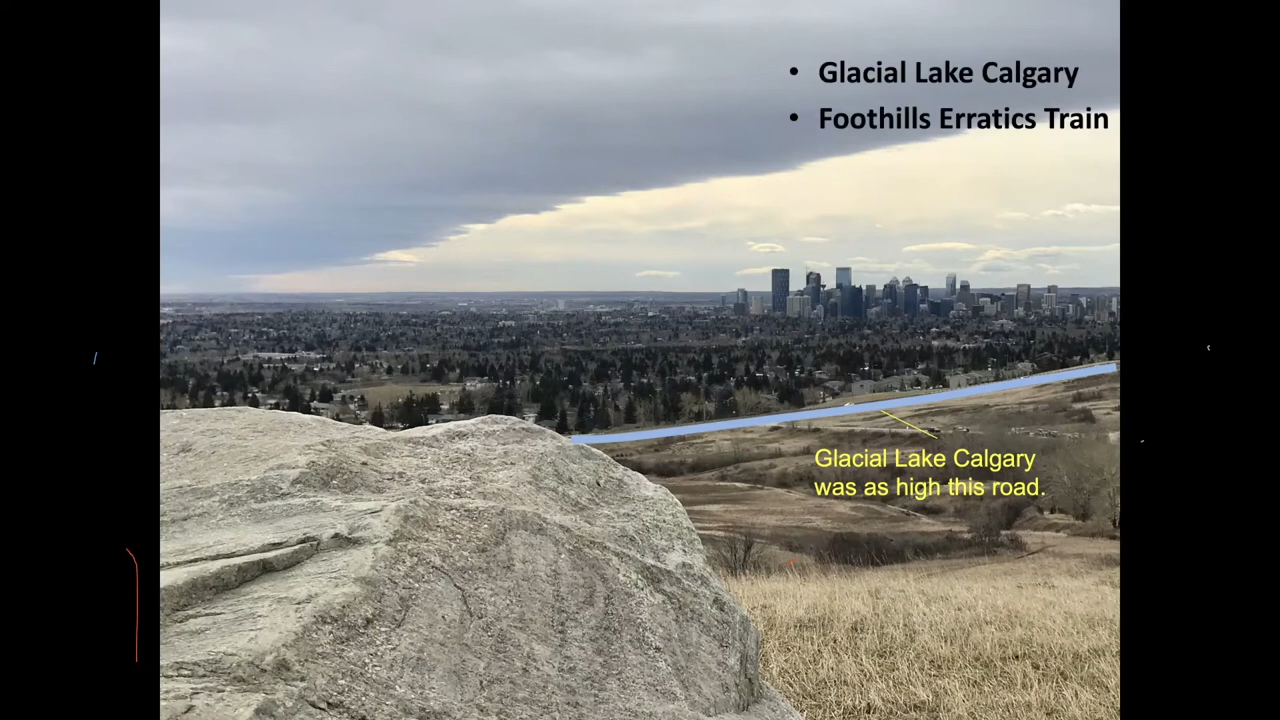 • Glacial Lake Calgary
• Foothills Erratics Train
Glacial Lake Calgary
was as high this road.